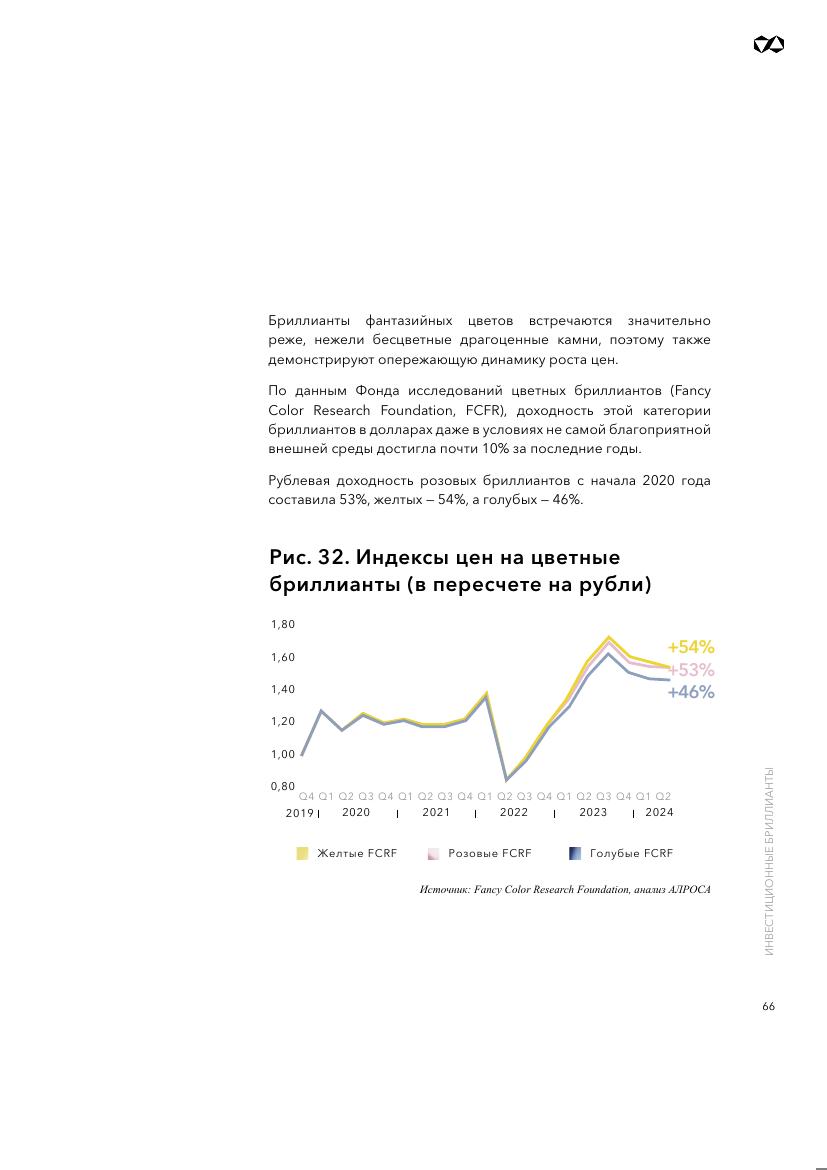 Бриллианты фантазийных цветов встречаются значительно
реже, нежели бесцветные драгоценные камни, поэтому также
демонстрируют опережающую динамику роста цен.
По данным Фонда исследований цветных бриллиантов (Fancy
Color Research Foundation, FCFR), доходность этой категории
бриллиантов в долларах даже в условиях не самой благоприятной
внешней среды достигла почти 10% за последние годы.
Рублевая доходность розовых бриллиантов с начала 2020 года
составила 53%, желтых — 54%, а голубых — 46%.
Рис. 32. Индексы цен на цветные
бриллианты (в пересчете на рубли)
1,80
1,60
1,40
1,20
1,00
0,80
+54%
+53%
+46%
Q4 Q1 Q2 Q3 Q4 Q1 Q2 Q3 Q4 Q1 Q2 Q3 Q4 Q1 Q2 Q3 Q4 Q1 Q2
2019 2020 2021 2022 2023 2024
Желтые FCRF Розовые FCRF Голубые FCRF
Источник: Fancy Color Research Foundation, анализ АЛРОСА
ИНВЕСТИЦИОННЫЕ БРИЛЛИАНТЫ
66